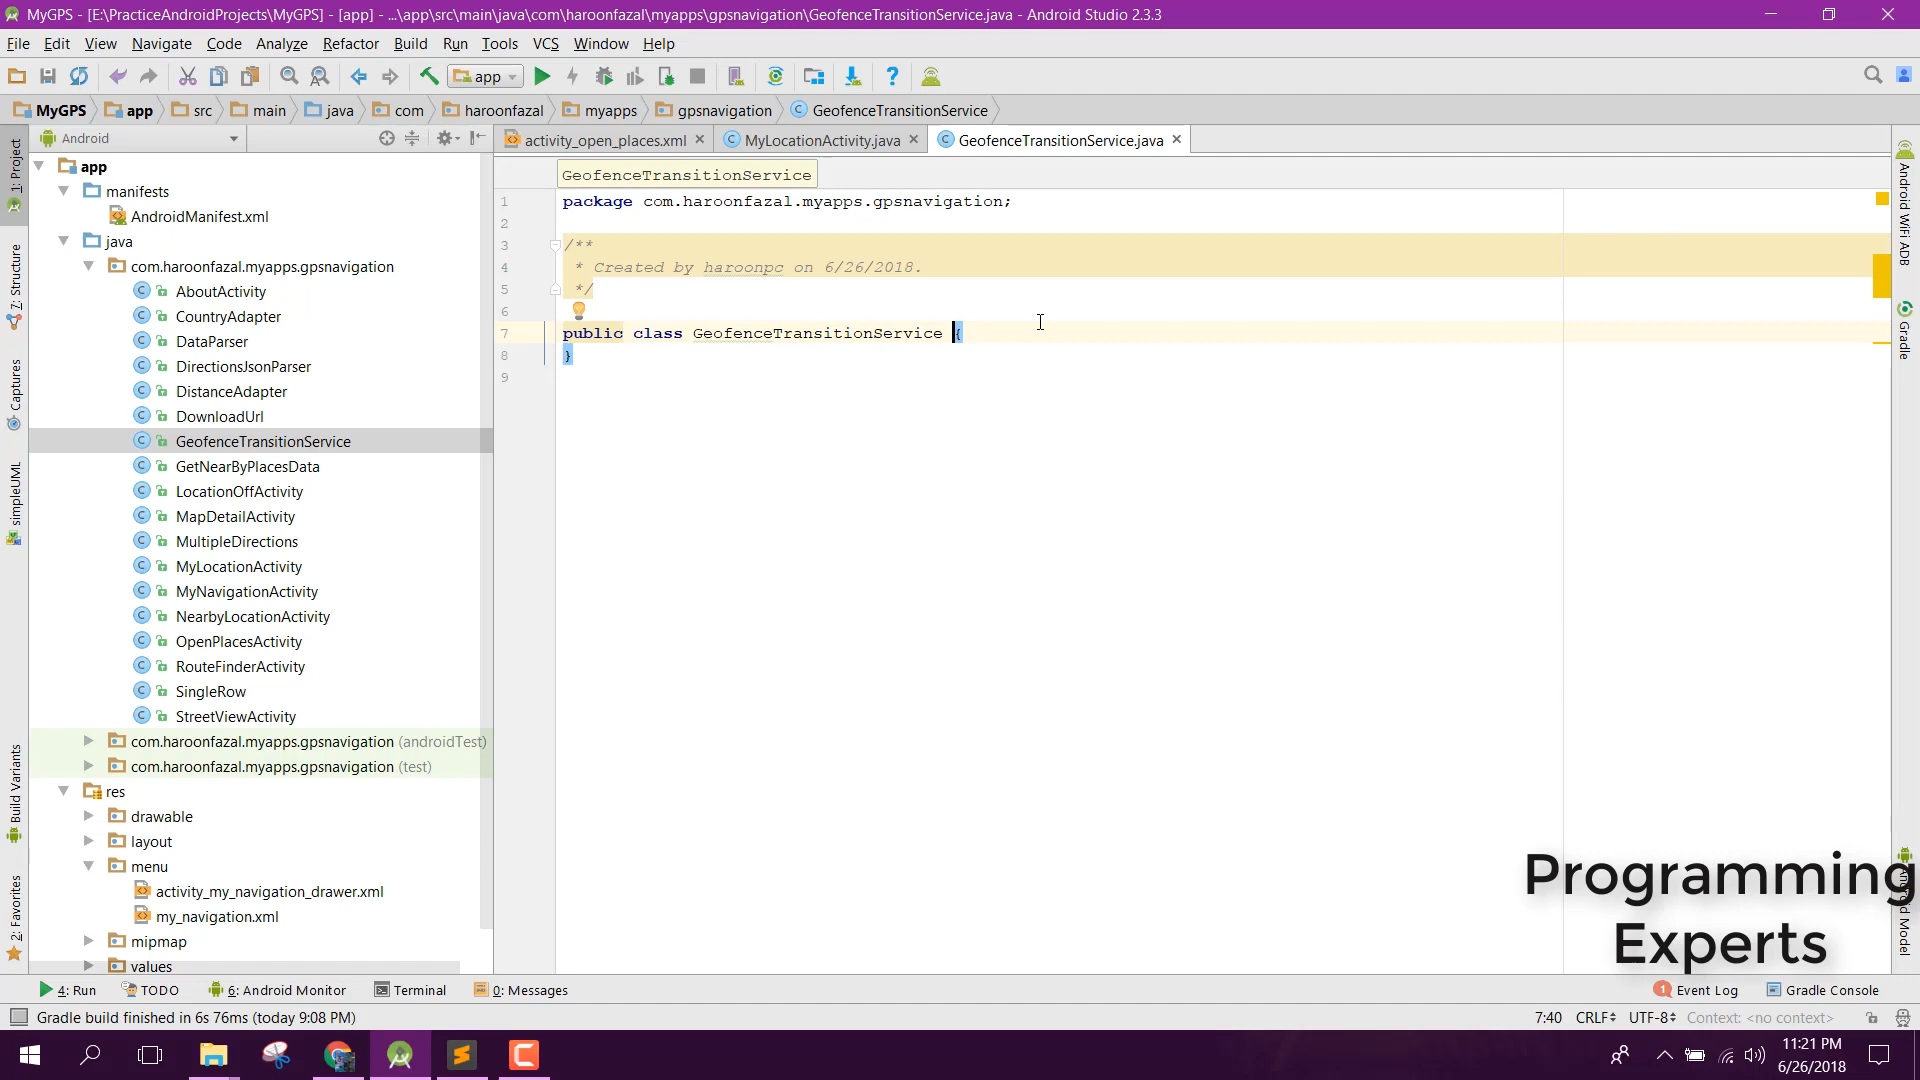 MyGPS - [E:\PracticeAndroidProjects\MyGPS] - [app] - ...\app\src\main\java\com\haroonfazal\myapps\gpsnavigation\GeofenceTransitionService.java - Android Studio 2.3.3
File Edit View Navigate Code Analyze Refactor Build Run Tools VCS Window Help
app
MyGPS app src main java com haroonfazal myapps gpsnavigation GeofenceTransitionService
Android
activity_open_places.xml MyLocationActivity.java GeofenceTransitionService.java
GeofenceTransitionService
1: Project
7: Structure
Captures
simpleUML
Build Variants
2: Favorites
app
manifests
AndroidManifest.xml
java
com.haroonfazal.myapps.gpsnavigation
AboutActivity
CountryAdapter
DataParser
DirectionsJsonParser
DistanceAdapter
DownloadUrl
GeofenceTransitionService
GetNearByPlacesData
LocationOffActivity
MapDetailActivity
MultipleDirections
MyLocationActivity
MyNavigationActivity
NearbyLocationActivity
OpenPlacesActivity
RouteFinderActivity
SingleRow
StreetViewActivity
com.haroonfazal.myapps.gpsnavigation (androidTest)
com.haroonfazal.myapps.gpsnavigation (test)
res
drawable
layout
menu
activity_my_navigation_drawer.xml
my_navigation.xml
mipmap
values
1 package com.haroonfazal.myapps.gpsnavigation;
2
3 /**
4 * Created by haroonpc on 6/26/2018.
5 */
6
7 public class GeofenceTransitionService {
8 }
9
Android WiFi ADB
Gradle
Android Model
Programming
Experts
4: Run TODO 6: Android Monitor Terminal 0: Messages 1 Event Log Gradle Console
Gradle build finished in 6s 76ms (today 9:08 PM) 7:40 CRLF UTF-8 Context: <no context>
11:21 PM
6/26/2018